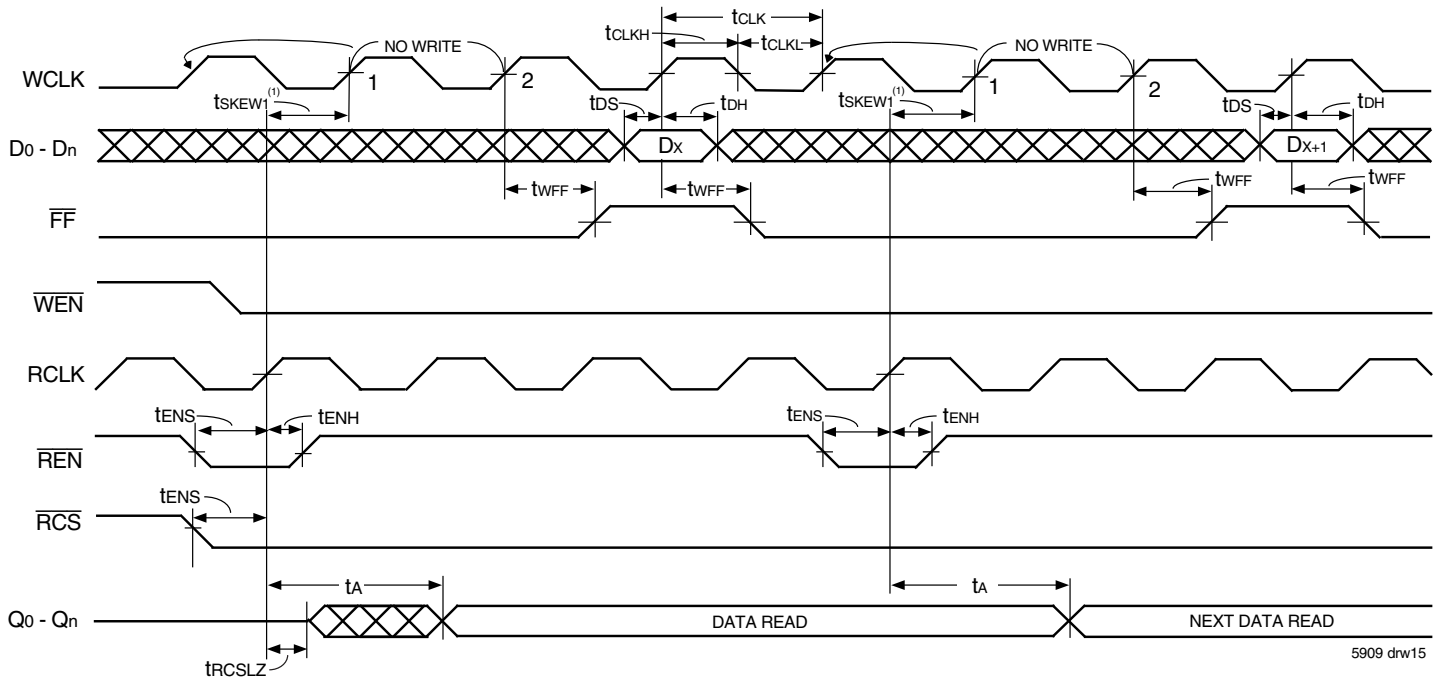 tCLK
tCLKH
tCLKL
NO WRITE
NO WRITE
WCLK
1
2
1
2
tSKEW1(1)
tDS
tDH
tSKEW1(1)
tDS
tDH
D0 - Dn
DX
DX+1
tWFF
tWFF
tWFF
tWFF
FF
WEN
RCLK
tENS
tENH
tENS
tENH
REN
tENS
RCS
tA
tA
Q0 - Qn
DATA READ
NEXT DATA READ
tRCSLZ
5909 drw15